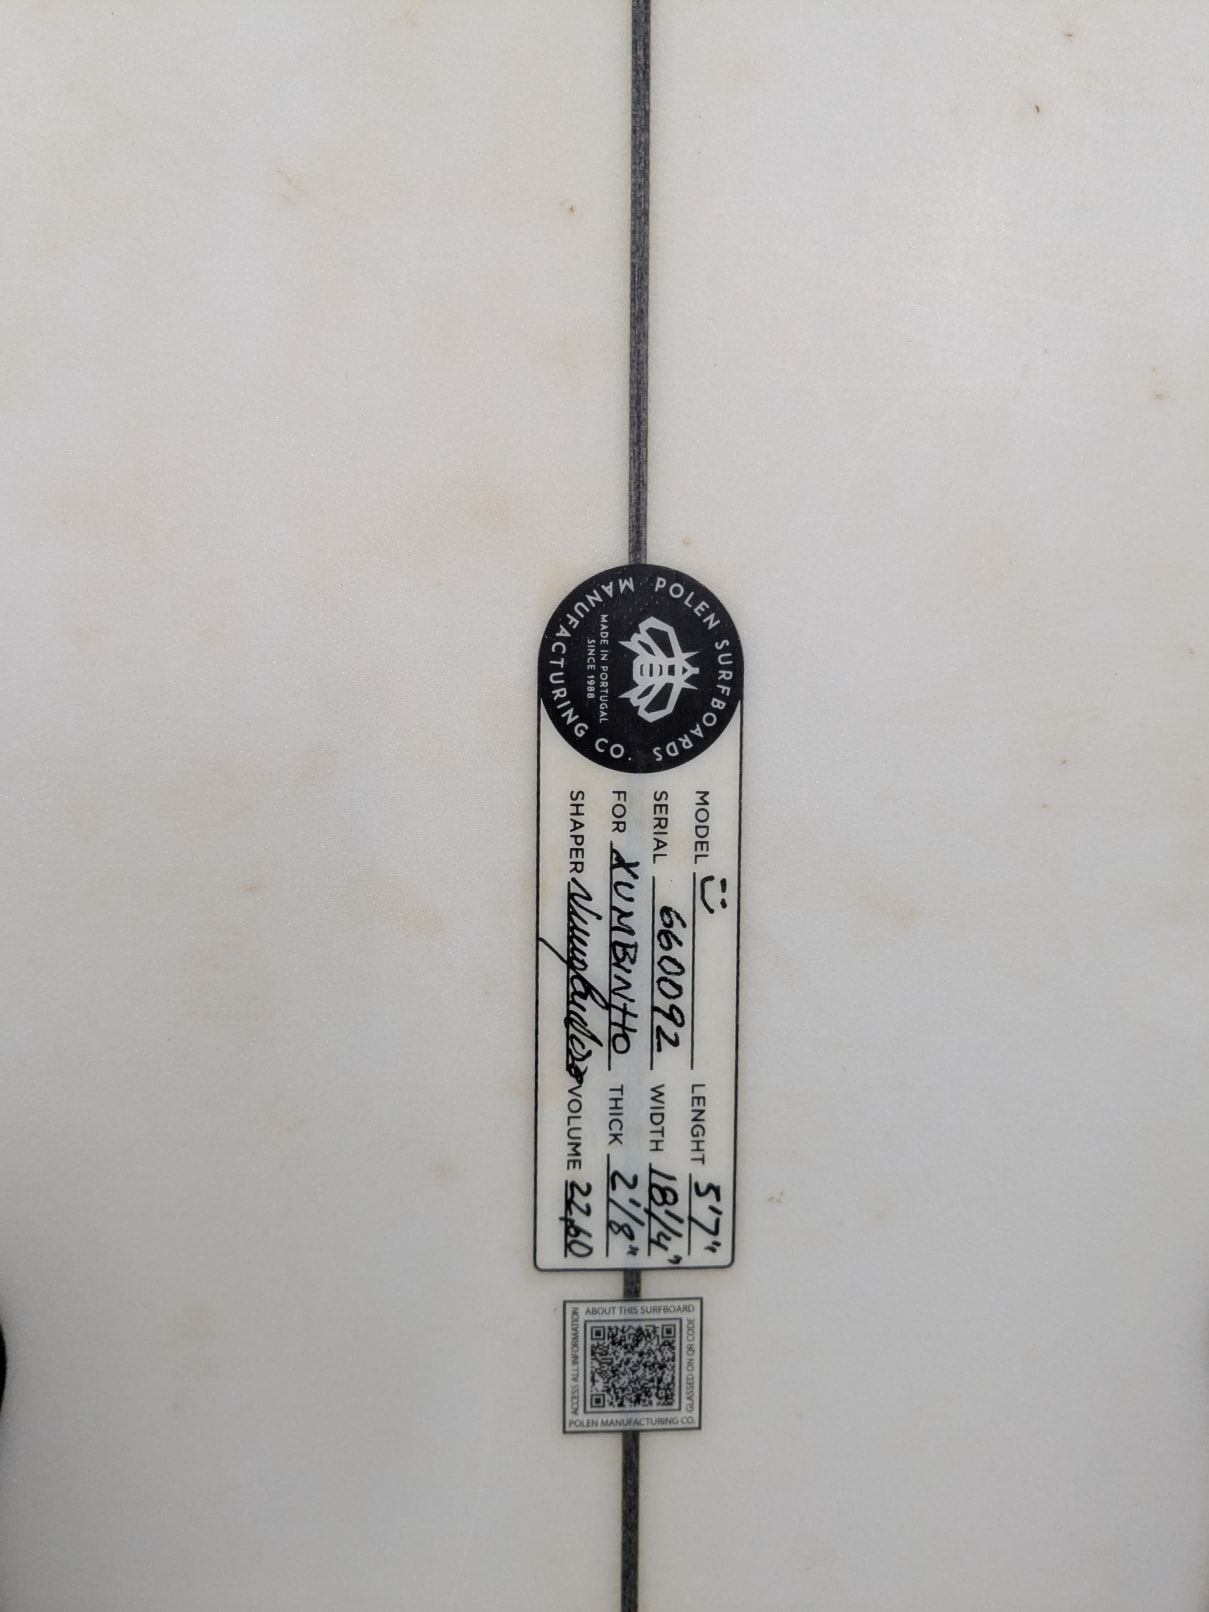 POLEN SURFBOARDS
MANUFACTURING CO.
MADE IN PORTUGAL
SINCE 1988
MODEL :) LENGHT 5'7"
SERIAL 660092 WIDTH 18 1/4"
FOR XUMBINHO THICK 2 1/8"
SHAPER VOLUME 22,60
ABOUT THIS SURFBOARD
GLASSED ON QR CODE
ACCESS ALL INFORMATION
POLEN MANUFACTURING CO.